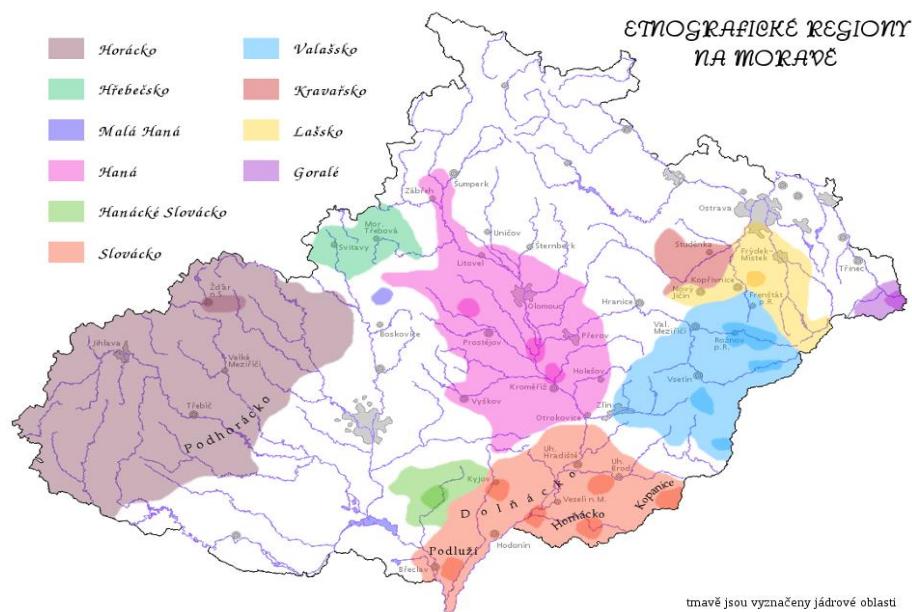 ETNOGRAFICKÉ REGIONY
NA MORAVĚ
Horácko
Hřebečsko
Malá Haná
Haná
Hanácké Slovácko
Slovácko
Valašsko
Kravařsko
Lašsko
Goralé
Šumperk
Zábřeh
Mor.
Třebová
Svitavy
Uničov
Šternberk
Litovel
Ostrava
Studénka
Frýdek-
Místek
Třinec
Kopřivnice
Nový
Jičín
Frenštát
p.R.
Hranice
Olomouc
Žďár
n.S.
Boskovice
Prostějov
Přerov
Val.
Meziříčí
Rožnov
p.R.
Jihlava
Velké
Meziříčí
Holešov
Vsetín
Kroměříž
Vyškov
Třebíč
Podhorácko
Otrokovice
Zlín
Uh.
Hradiště
Uh.
Brod
Kyjov
Dolňácko
Veselí n.M.
Horňácko
Kopanice
Podluží
Hodonín
Břeclav
tmavě jsou vyznačeny jádrové oblasti